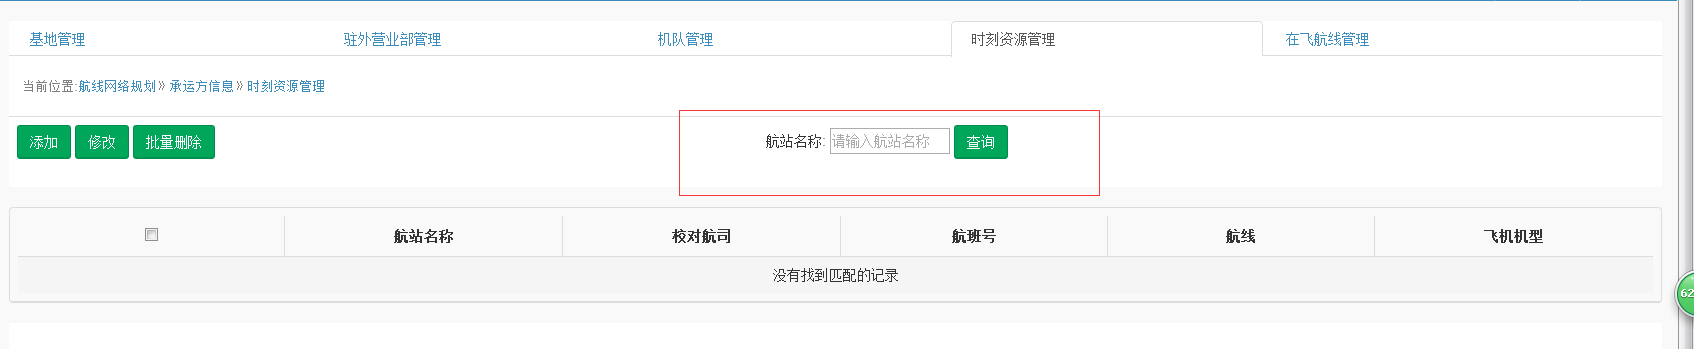 基地管理 驻外营业部管理 机队管理 时刻资源管理 在飞航线管理
当前位置:航线网络规划» 承运方信息» 时刻资源管理
添加 修改 批量删除 航站名称: 请输入航站名称 查询
航站名称 校对航司 航班号 航线 飞机机型
没有找到匹配的记录
62